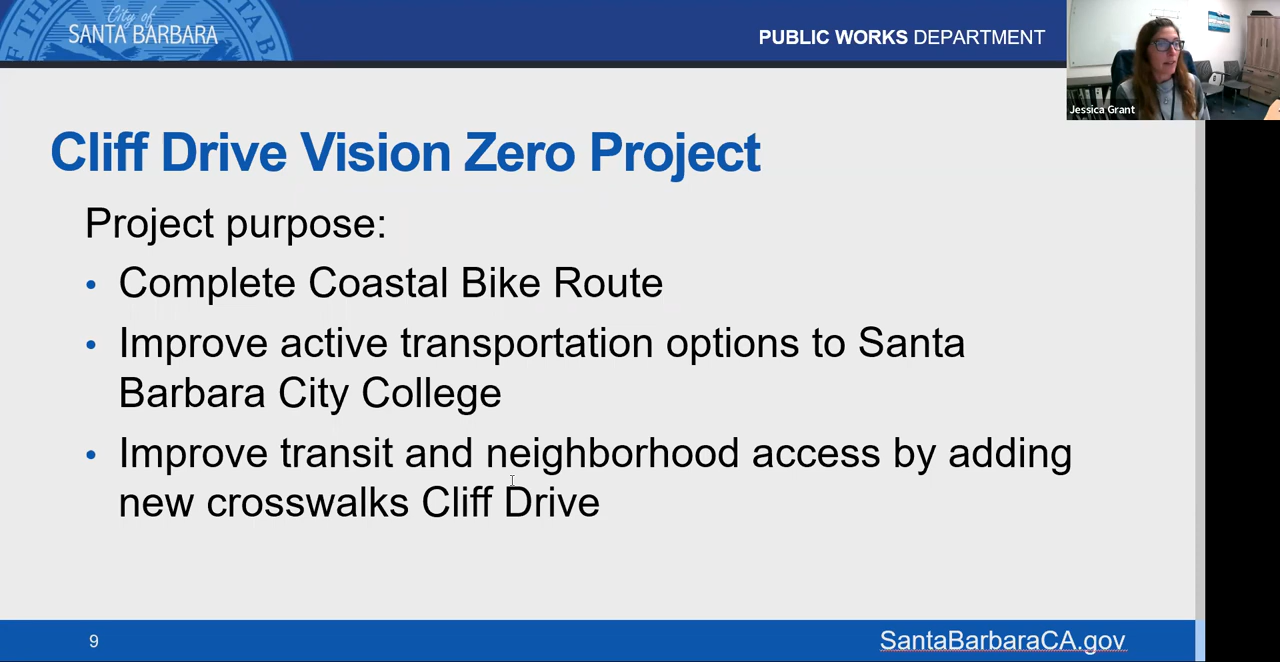 City of
SANTA BARBARA
PUBLIC WORKS DEPARTMENT
Jessica Grant
Cliff Drive Vision Zero Project
Project purpose:
• Complete Coastal Bike Route
• Improve active transportation options to Santa
Barbara City College
• Improve transit and neighborhood access by adding
new crosswalks Cliff Drive
9
SantaBarbaraCA.gov